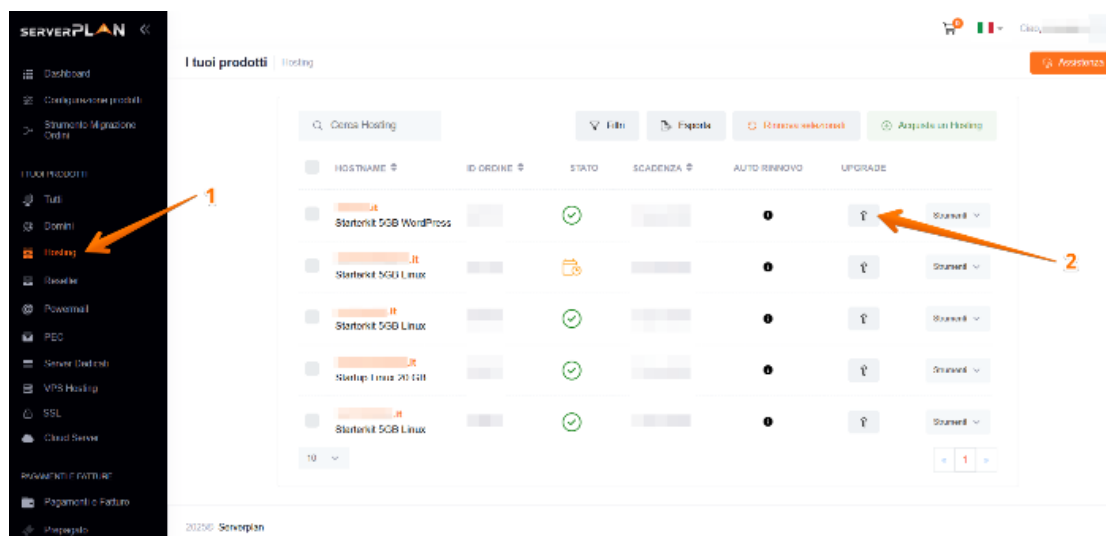 SERVERPLAN «
0
Ciao,
I tuoi prodotti Hosting
Assistenza
Dashboard
Configurazione prodotti
Strumento Migrazione
Ordini
I TUOI PRODOTTI
Tutti
Domini
Hosting
Reseller
Powermail
PEC
Server Dedicati
VPS Hosting
SSL
Cloud Server
PAGAMENTI E FATTURE
Pagamenti e Fatture
Prepagato
1
2
Cerca Hosting
Filtri
Esporta
Rinnova selezionati
Acquista un Hosting
HOSTNAME ID ORDINE STATO SCADENZA AUTO RINNOVO UPGRADE
.it
Starterkit 5GB WordPress
Strumenti
.it
Starterkit 5GB Linux
Strumenti
.it
Starterkit 5GB Linux
Strumenti
.it
Startup Linux 20 GB
Strumenti
.it
Starterkit 5GB Linux
Strumenti
10
« 1 »
2025© Serverplan